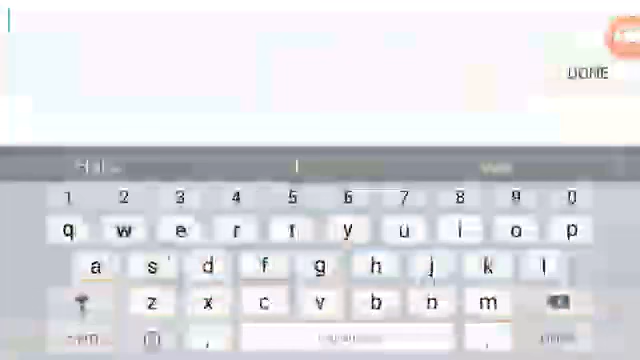 DONE
I
1 2 3 4 5 6 7 8 9 0
q w e r t y u i o p
a s d f g h j k l
z x c v b n m
, .